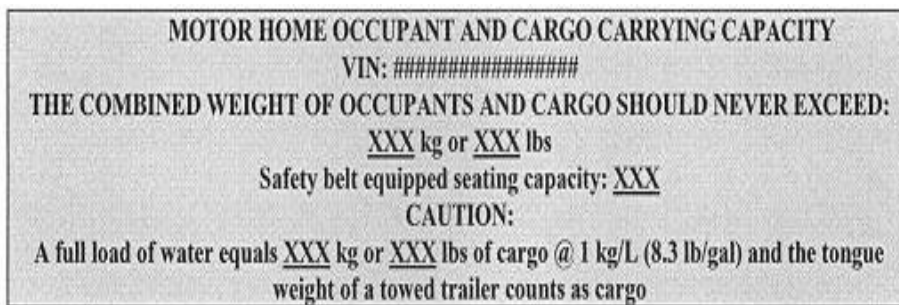 MOTOR HOME OCCUPANT AND CARGO CARRYING CAPACITY
VIN: #################
THE COMBINED WEIGHT OF OCCUPANTS AND CARGO SHOULD NEVER EXCEED:
XXX kg or XXX lbs
Safety belt equipped seating capacity: XXX
CAUTION:
A full load of water equals XXX kg or XXX lbs of cargo @ 1 kg/L (8.3 lb/gal) and the tongue
weight of a towed trailer counts as cargo